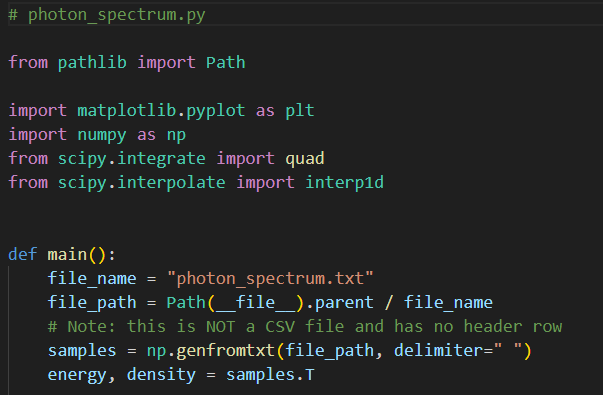 # photon_spectrum.py
from pathlib import Path
import matplotlib.pyplot as plt
import numpy as np
from scipy.integrate import quad
from scipy.interpolate import interp1d
def main():
    file_name = "photon_spectrum.txt"
    file_path = Path(__file__).parent / file_name
    # Note: this is NOT a CSV file and has no header row
    samples = np.genfromtxt(file_path, delimiter=" ")
    energy, density = samples.T